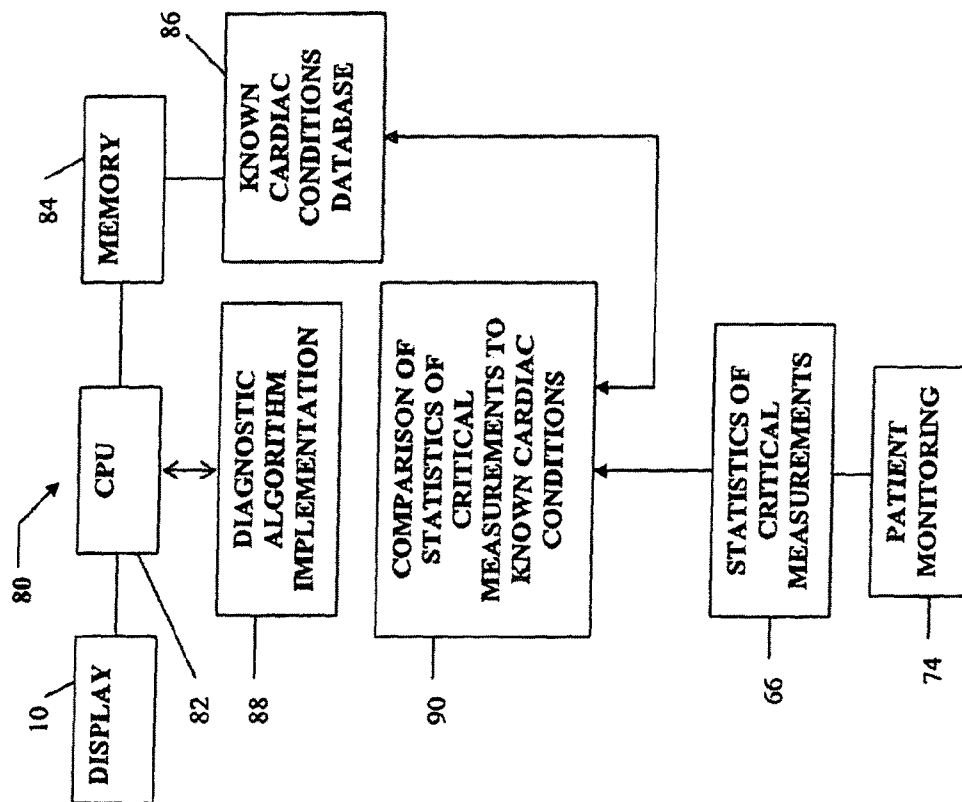 80
10
DISPLAY
82
CPU
84
MEMORY
86
KNOWN
CARDIAC
CONDITIONS
DATABASE
88
DIAGNOSTIC
ALGORITHM
IMPLEMENTATION
90
COMPARISON OF
STATISTICS OF
CRITICAL
MEASUREMENTS TO
KNOWN CARDIAC
CONDITIONS
66
STATISTICS OF
CRITICAL
MEASUREMENTS
74
PATIENT
MONITORING